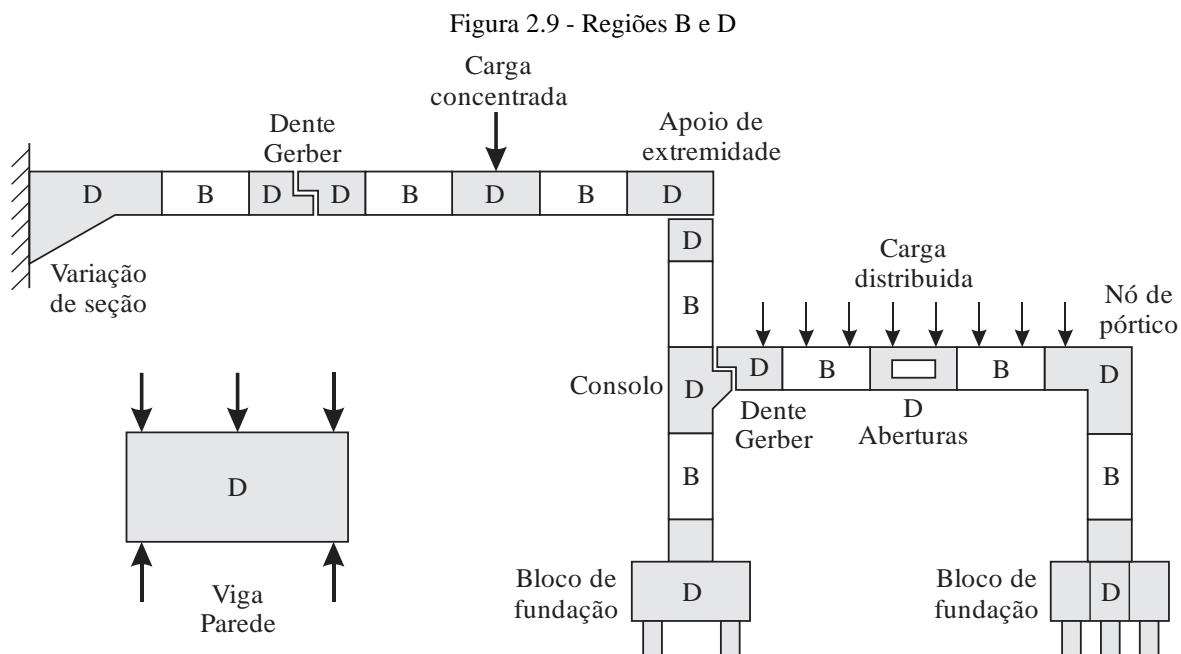 Figura 2.9 - Regiões B e D
Carga
concentrada
Dente
Gerber
Apoio de
extremidade
D
B
D
D
B
D
B
D
Variação
de seção
D
B
Carga
distribuida
Nó de
pórtico
Consolo
D
D
B
B
D
Dente
Gerber
D
Aberturas
D
Viga
Parede
B
B
Bloco de
fundação
D
Bloco de
fundação
D